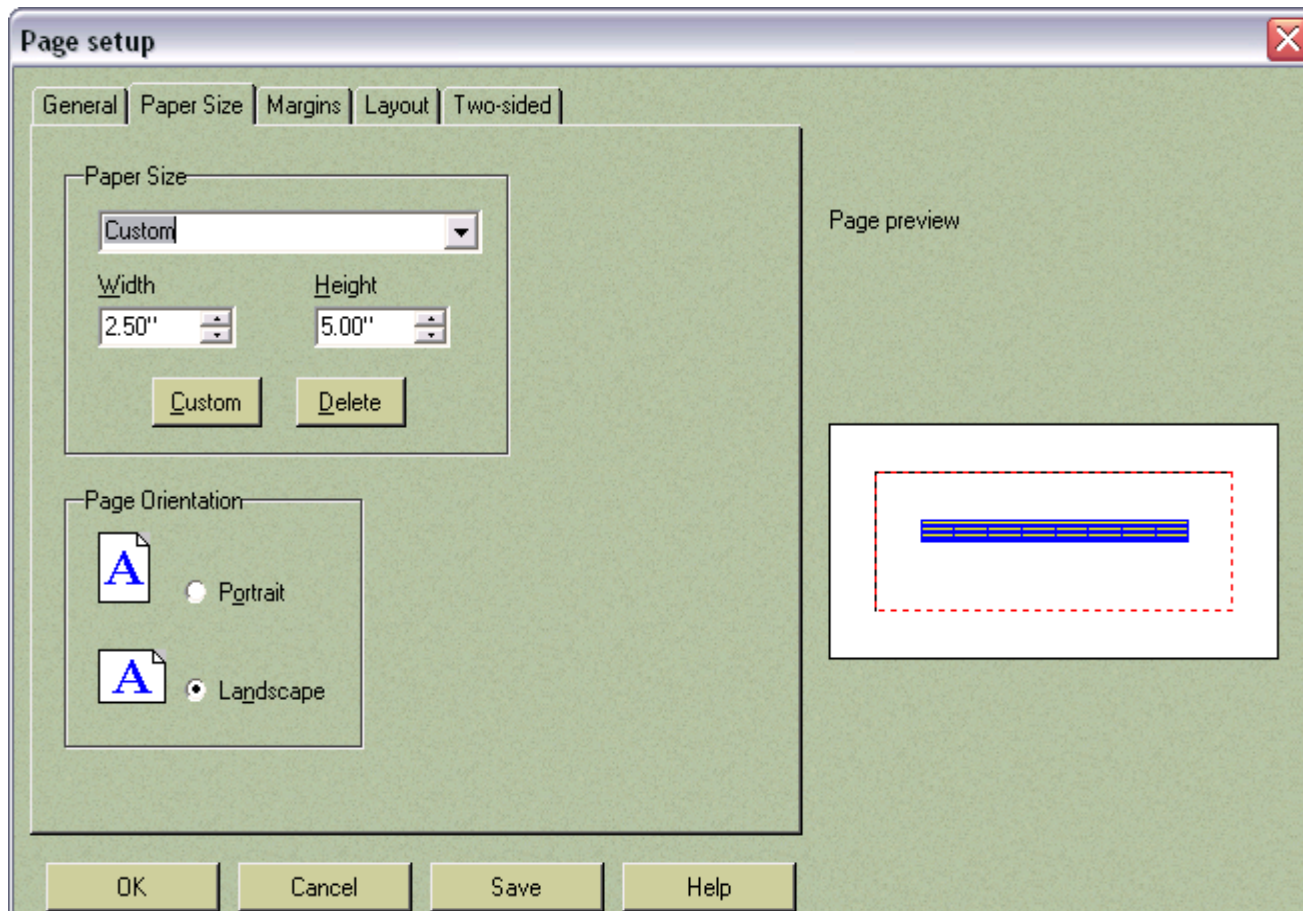 Page setup
General Paper Size Margins Layout Two-sided
Paper Size
Custom
Width Height
2.50" 5.00"
Custom Delete
Page Orientation
A Portrait
A Landscape
Page preview
OK Cancel Save Help